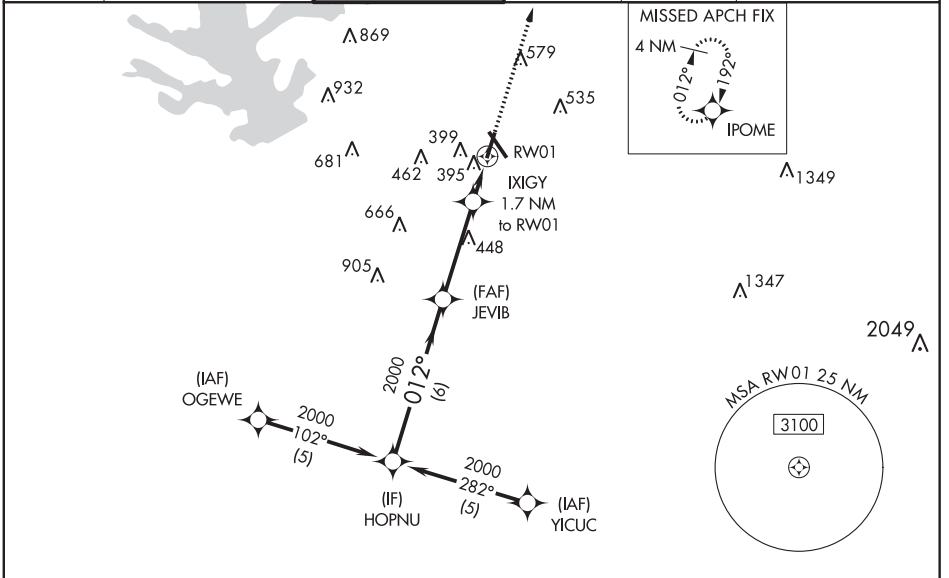 MISSED APCH FIX
4 NM
012°
192°
IPOME
869
579
932
535
681
462
399
395
RW01
IXIGY
1.7 NM
to RW01
1349
666
448
905
(FAF)
JEVIB
1347
2049
2000
012°
(6)
(IAF)
OGEWE
2000
102°
(5)
(IF)
HOPNU
2000
282°
(5)
(IAF)
YICUC
MSA RW01 25 NM
3100